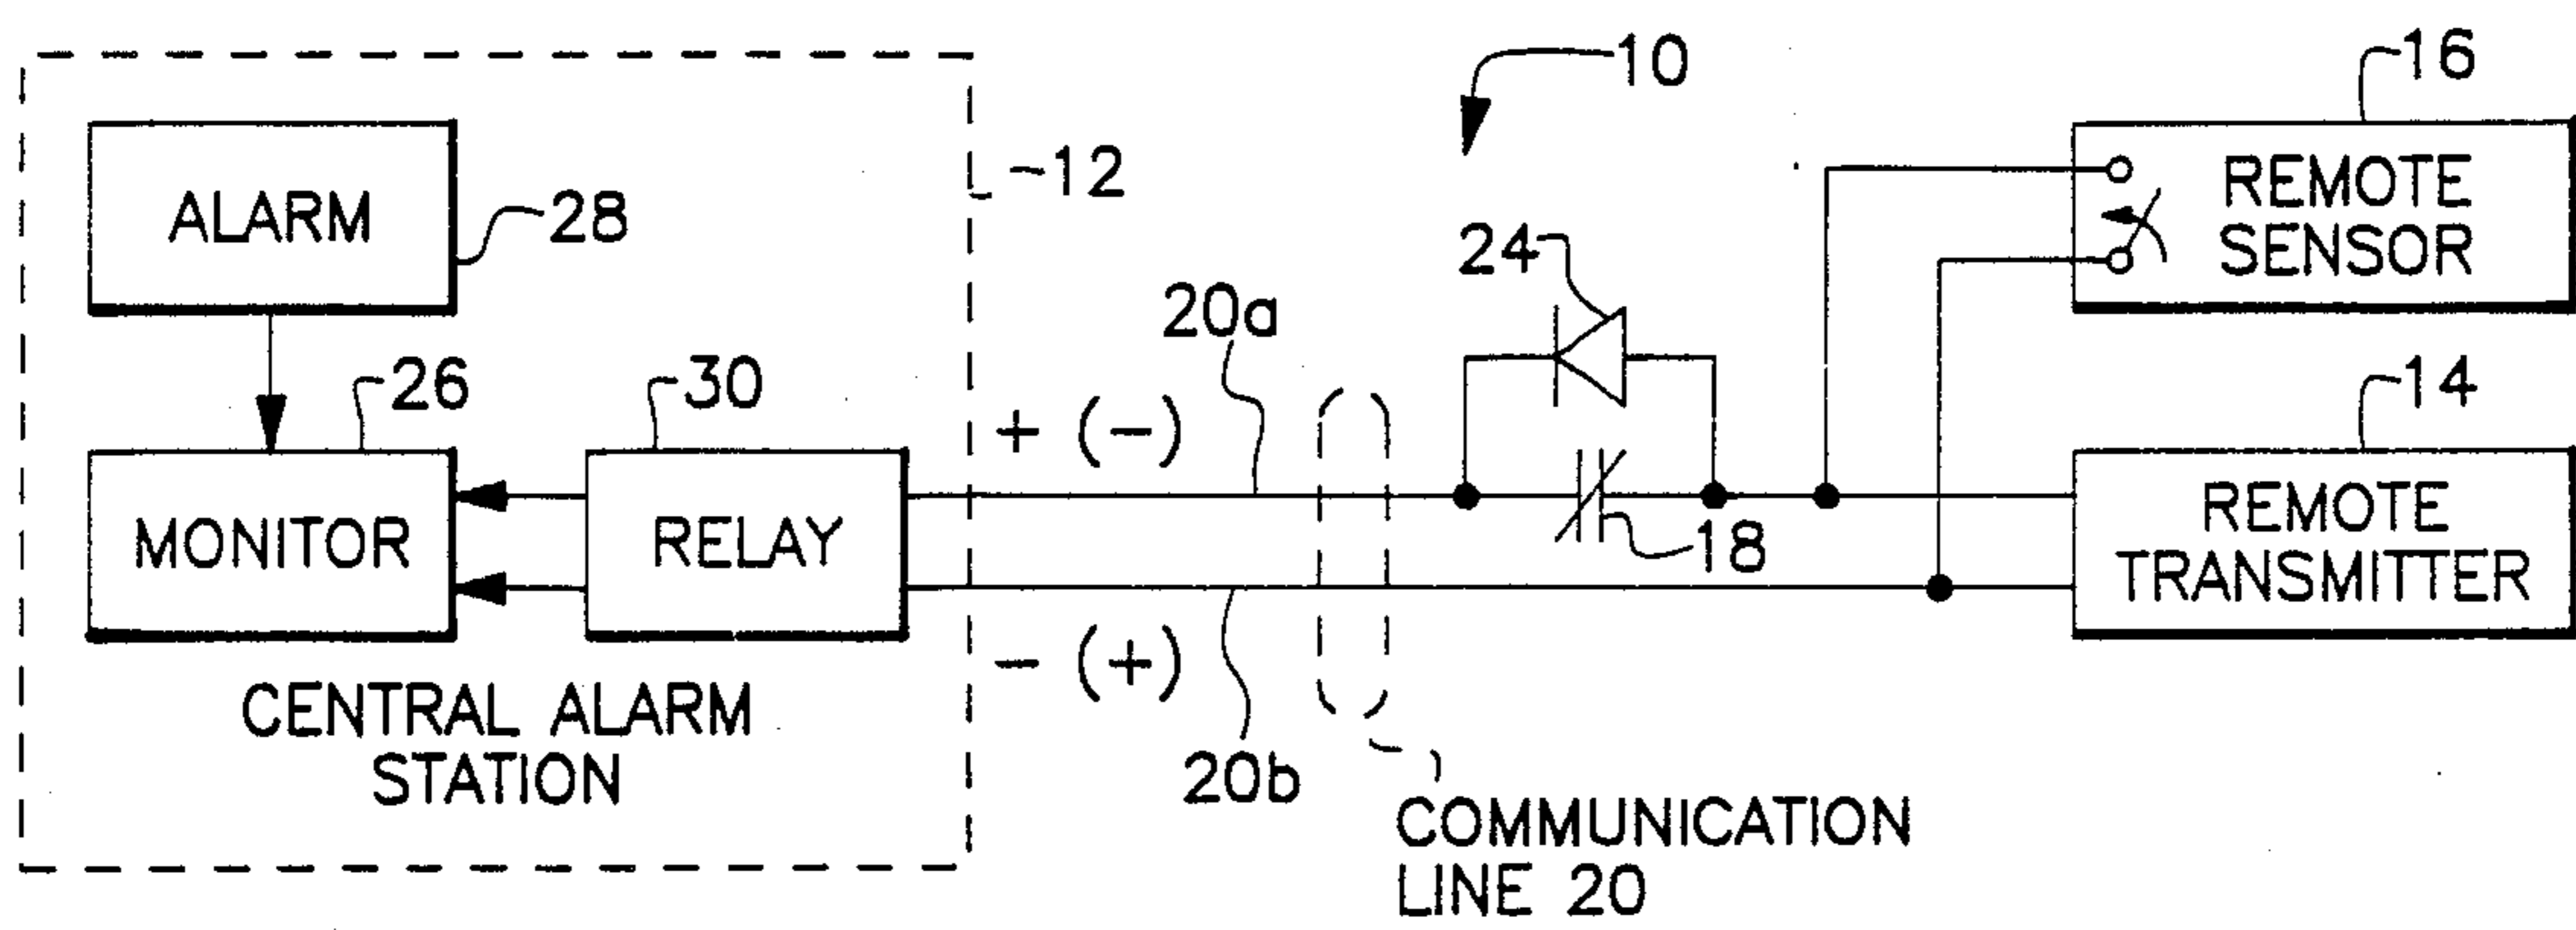 10
16
12
ALARM
28
REMOTE
SENSOR
24
20a
14
26
30
+ (-)
MONITOR
RELAY
18
REMOTE
TRANSMITTER
- (+)
CENTRAL ALARM
STATION
20b
COMMUNICATION
LINE 20